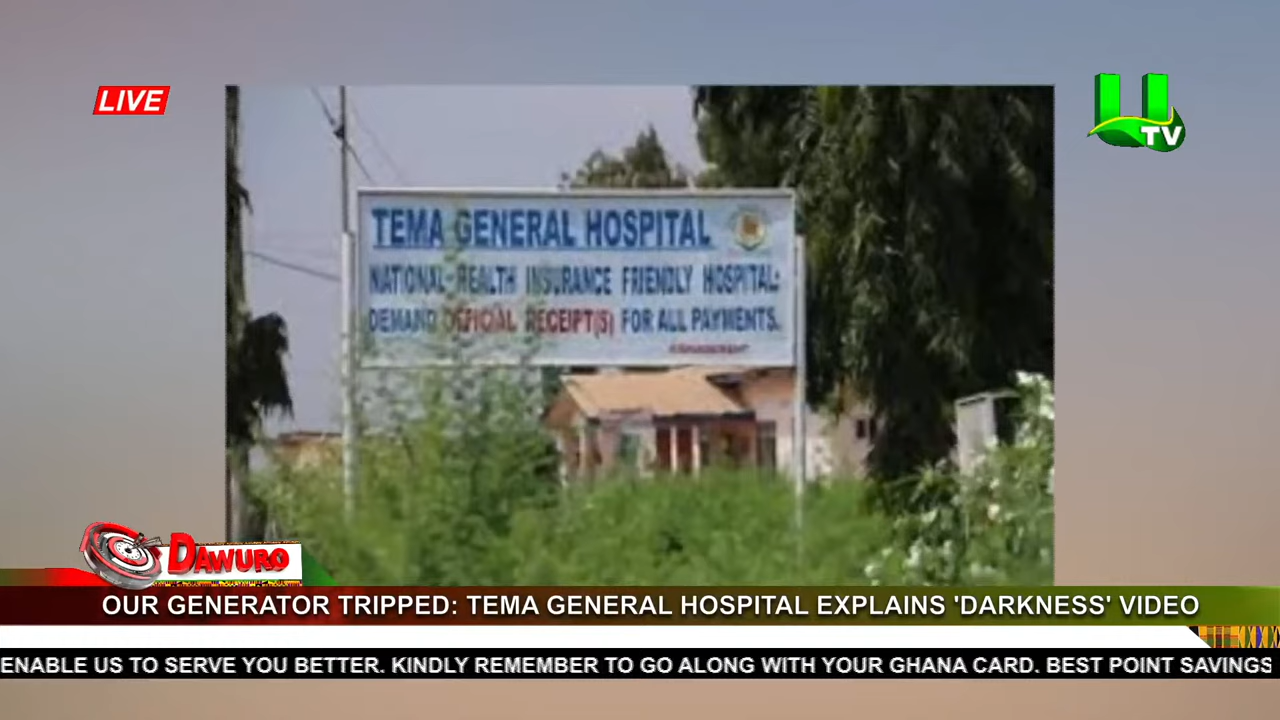 LIVE
U
TV
TEMA GENERAL HOSPITAL
NATIONAL-HEALTH INSURANCE FRIENDLY HOSPITAL:
DEMAND OFFICIAL RECEIPT(S) FOR ALL PAYMENTS.
DAWURO
OUR GENERATOR TRIPPED: TEMA GENERAL HOSPITAL EXPLAINS 'DARKNESS' VIDEO
ENABLE US TO SERVE YOU BETTER. KINDLY REMEMBER TO GO ALONG WITH YOUR GHANA CARD. BEST POINT SAVINGS